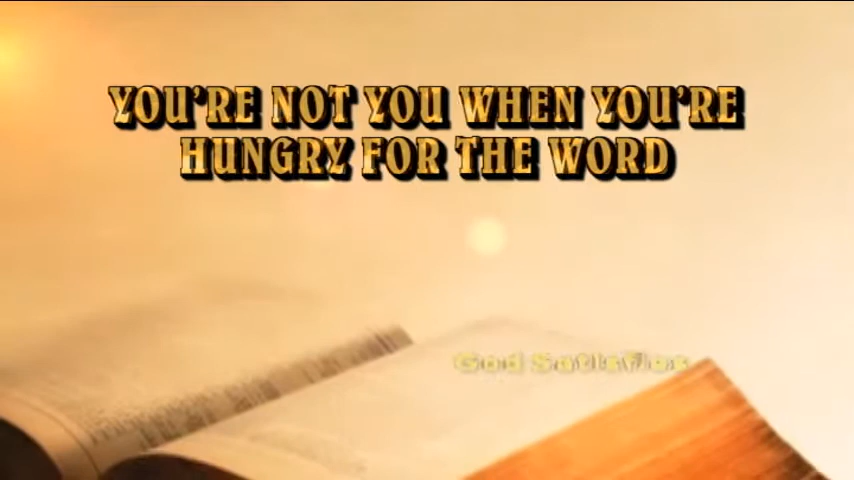 YOU'RE NOT YOU WHEN YOU'RE
HUNGRY FOR THE WORD
God Satisfies